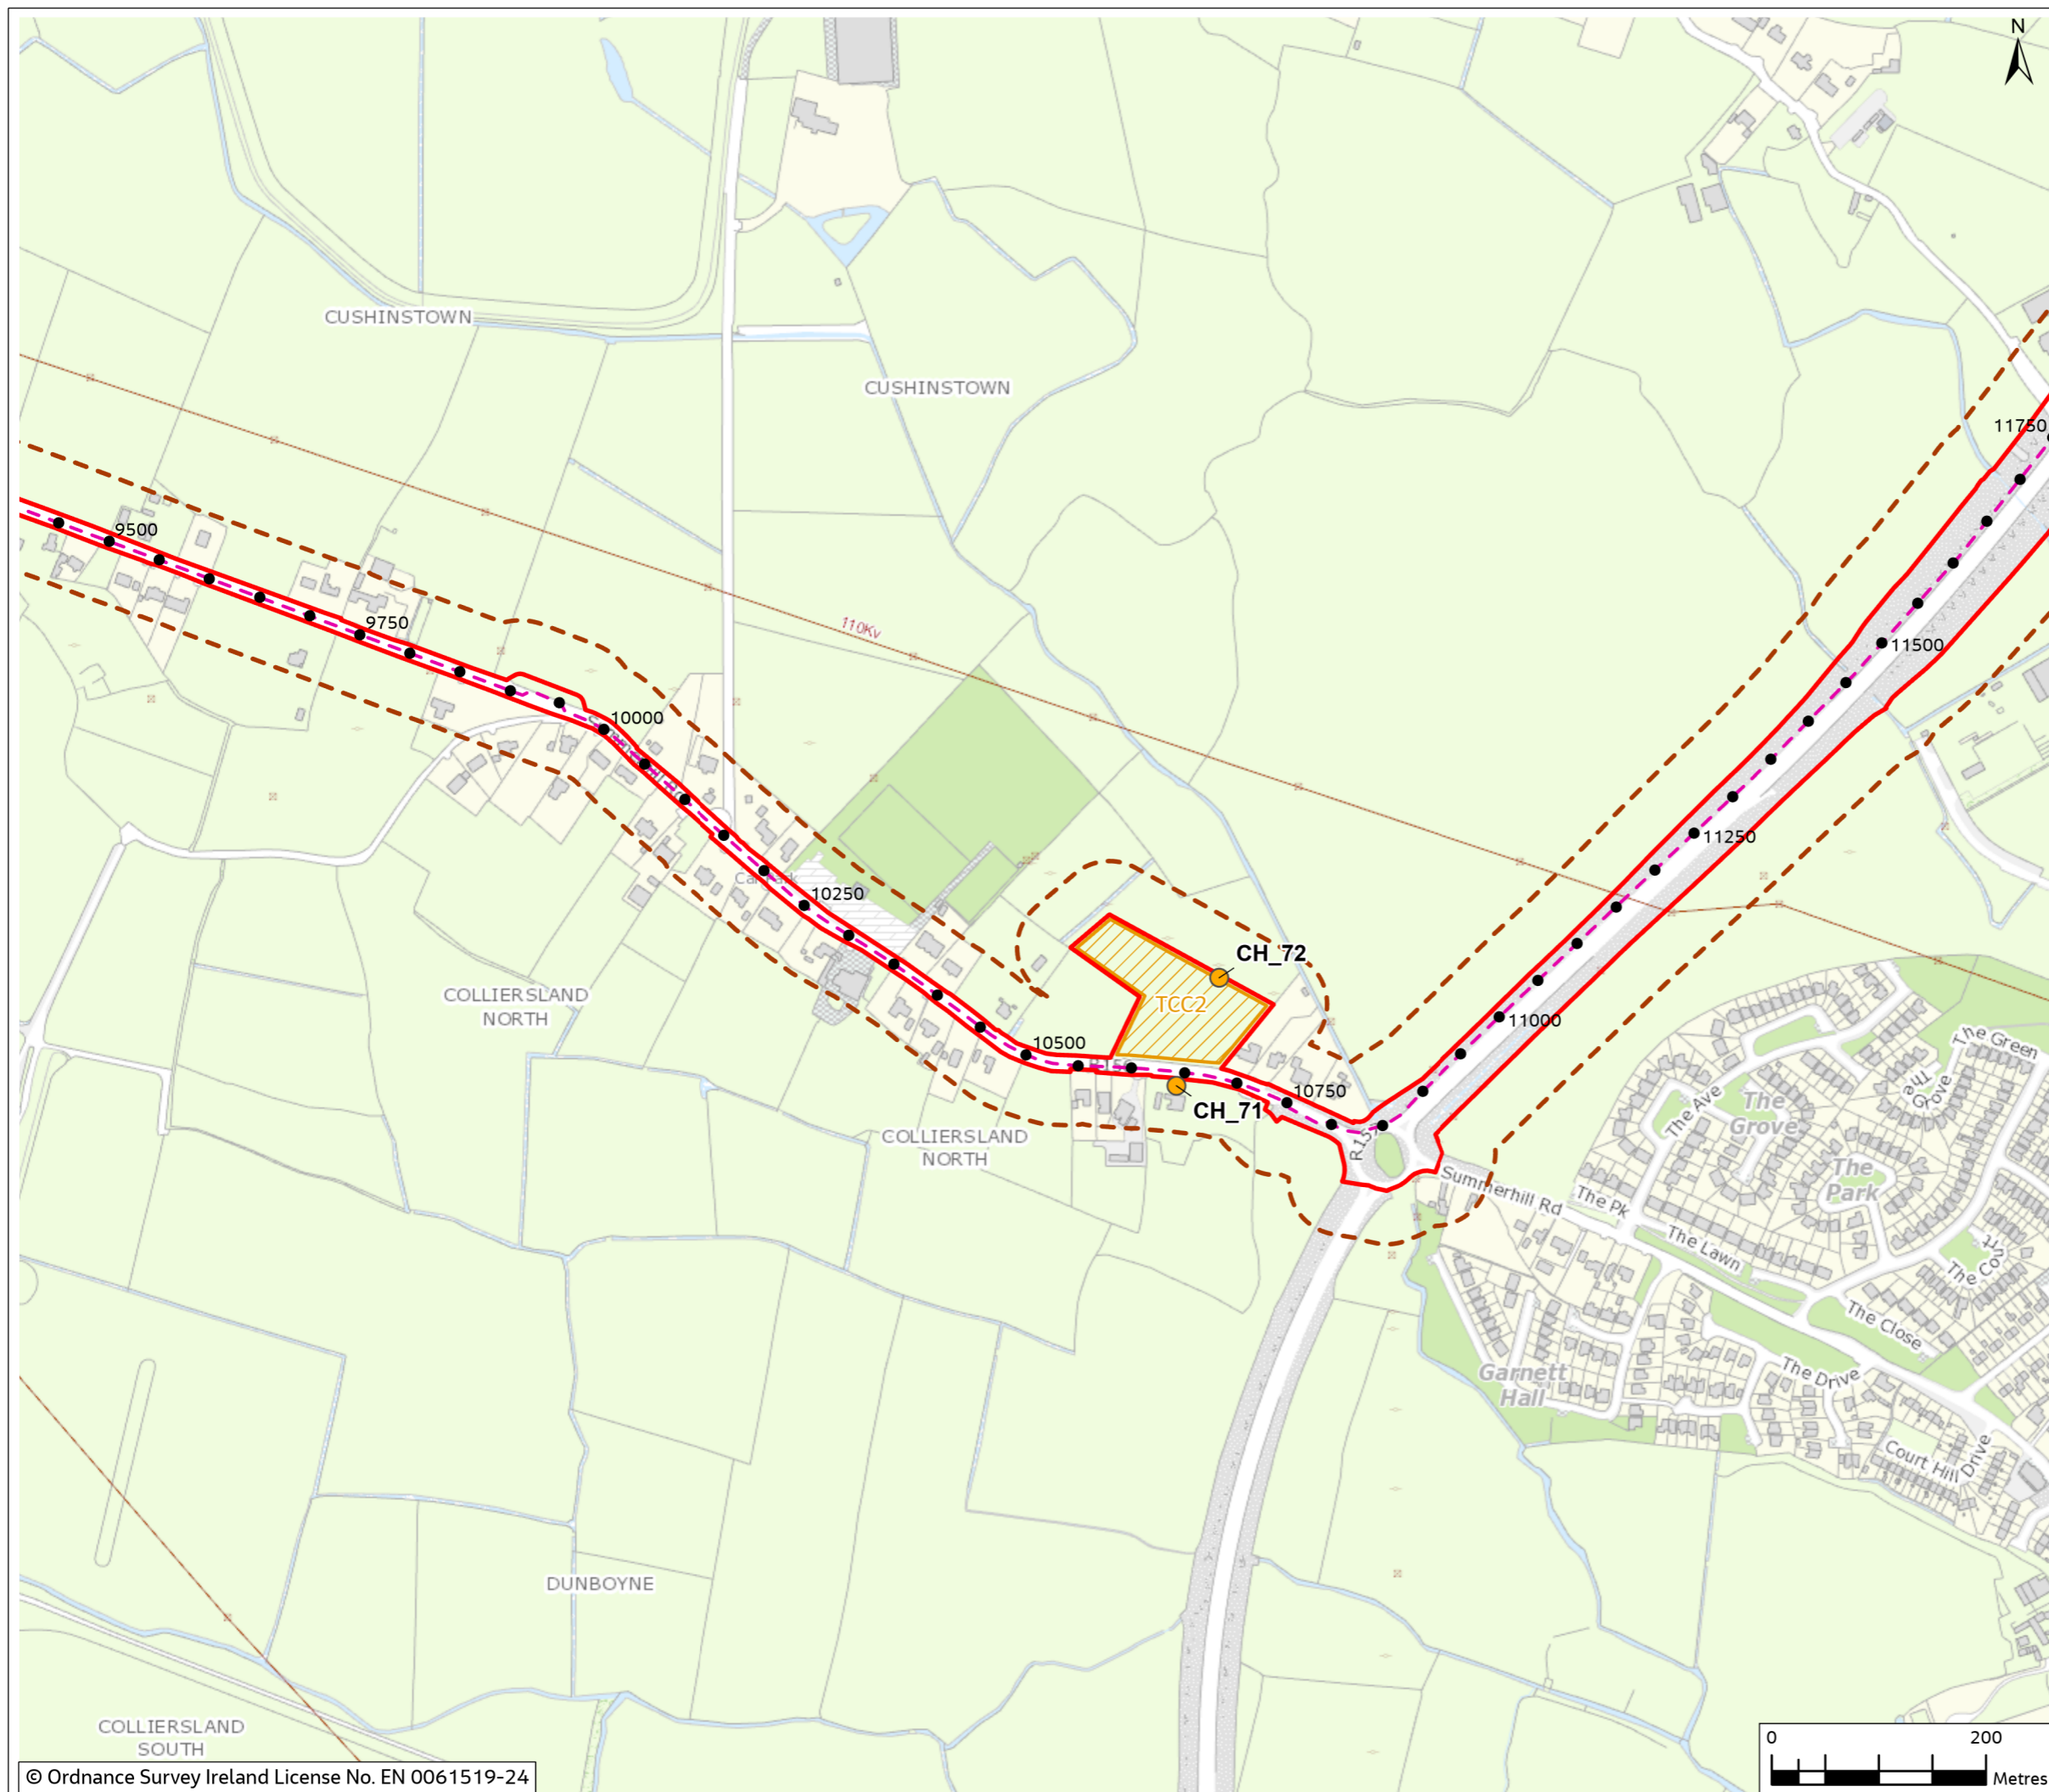 N
CUSHINSTOWN
CUSHINSTOWN
11750
9500
9750
110Kv
11500
10000
11250
10250
CH_72
TCC2
COLLIERSLAND
NORTH
11000
10500
The Green
The
Grove
The Ave
The
Grove
10750
CH_71
COLLIERSLAND
NORTH
The
Park
Summerhill Rd
The Pk
The Lawn
The Close
The Drive
Garnett
Hall
Court Hill Drive
DUNBOYNE
COLLIERSLAND
SOUTH
0 200
Metres
© Ordnance Survey Ireland License No. EN 0061519-24